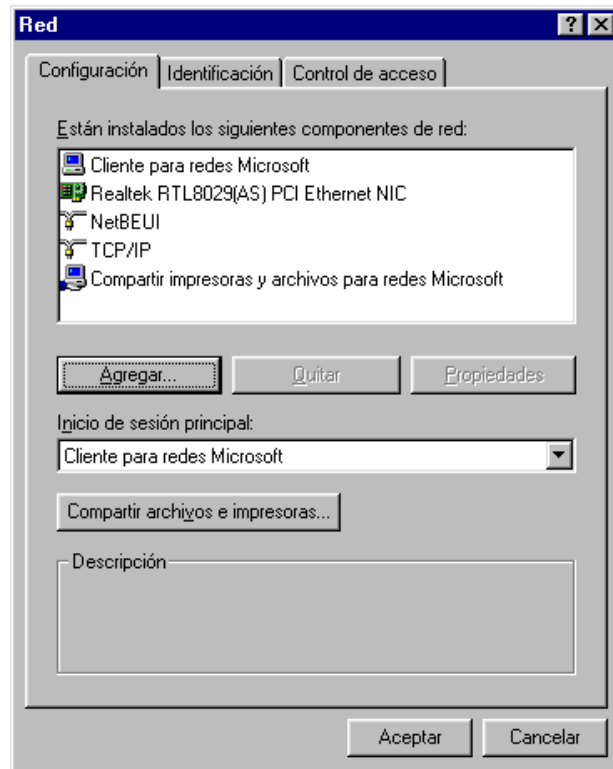 Red
Configuración Identificación Control de acceso
Están instalados los siguientes componentes de red:
Cliente para redes Microsoft
Realtek RTL8029(AS) PCI Ethernet NIC
NetBEUI
TCP/IP
Compartir impresoras y archivos para redes Microsoft
Agregar... Quitar Propiedades
Inicio de sesión principal:
Cliente para redes Microsoft
Compartir archivos e impresoras...
Descripción
Aceptar Cancelar